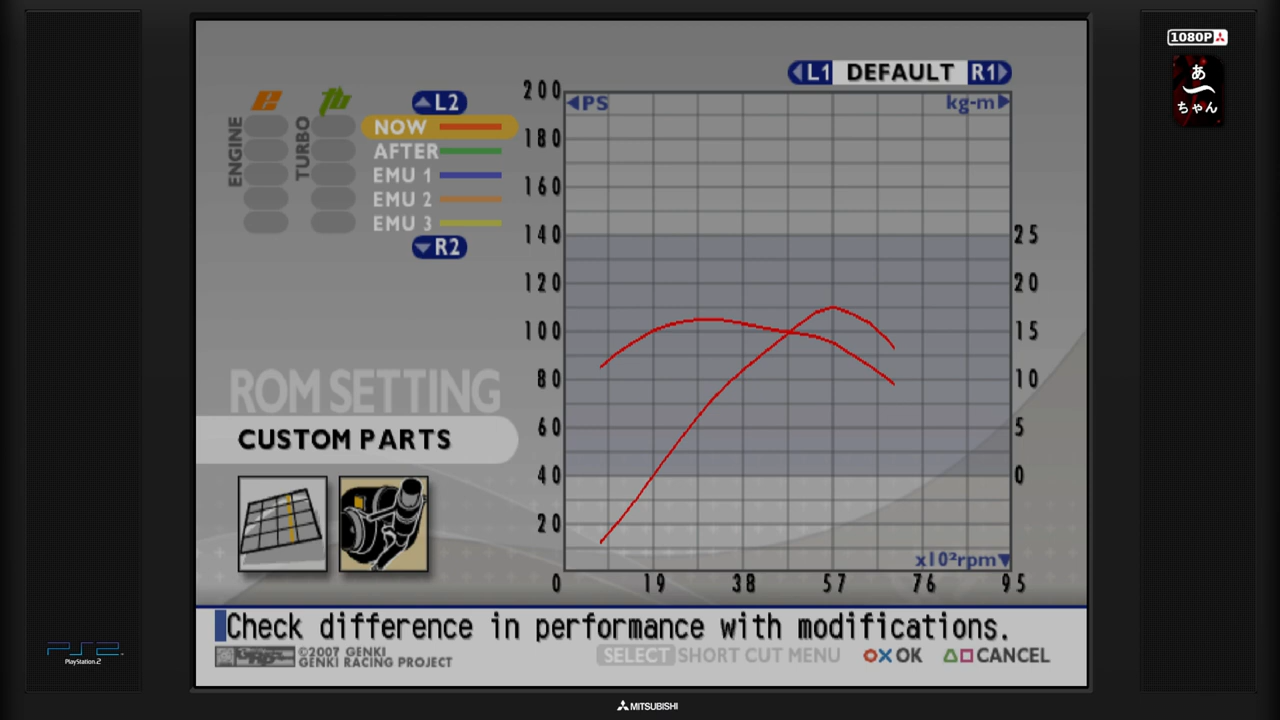 1080P
あ
ー
ちゃん
L1 DEFAULT R1
L2
ENGINE
TURBO
NOW
AFTER
EMU 1
EMU 2
EMU 3
R2
PS
kg-m
200
180
160
140
120
100
80
60
40
20
25
20
15
10
5
0
x10²rpm
0 19 38 57 76 95
ROM SETTING
CUSTOM PARTS
Check difference in performance with modifications.
©2007 GENKI
GENKI RACING PROJECT
SELECT SHORT CUT MENU OK CANCEL
PS2
PlayStation 2
MITSUBISHI